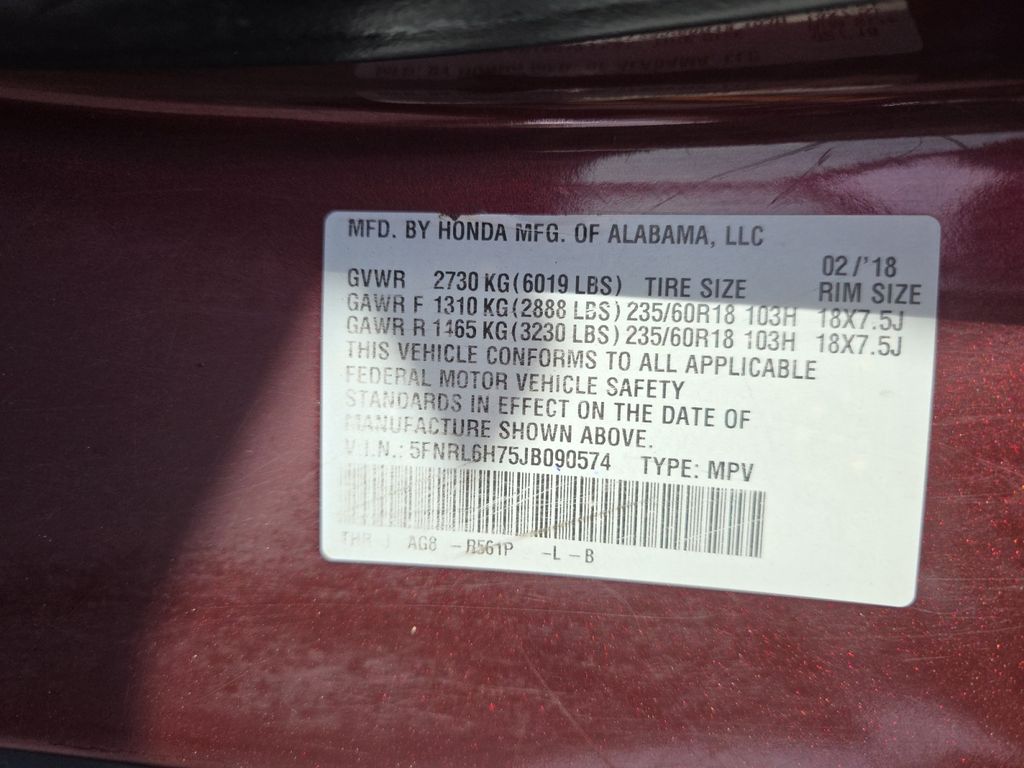 MFD. BY HONDA MFG. OF ALABAMA, LLC
02/'18
GVWR 2730 KG(6019 LBS) TIRE SIZE RIM SIZE
GAWR F 1310 KG(2888 LBS) 235/60R18 103H 18X7.5J
GAWR R 1465 KG(3230 LBS) 235/60R18 103H 18X7.5J
THIS VEHICLE CONFORMS TO ALL APPLICABLE
FEDERAL MOTOR VEHICLE SAFETY
STANDARDS IN EFFECT ON THE DATE OF
MANUFACTURE SHOWN ABOVE.
V.I.N.: 5FNRL6H75JB090574 TYPE: MPV
THR AG8 -R561P -L -B